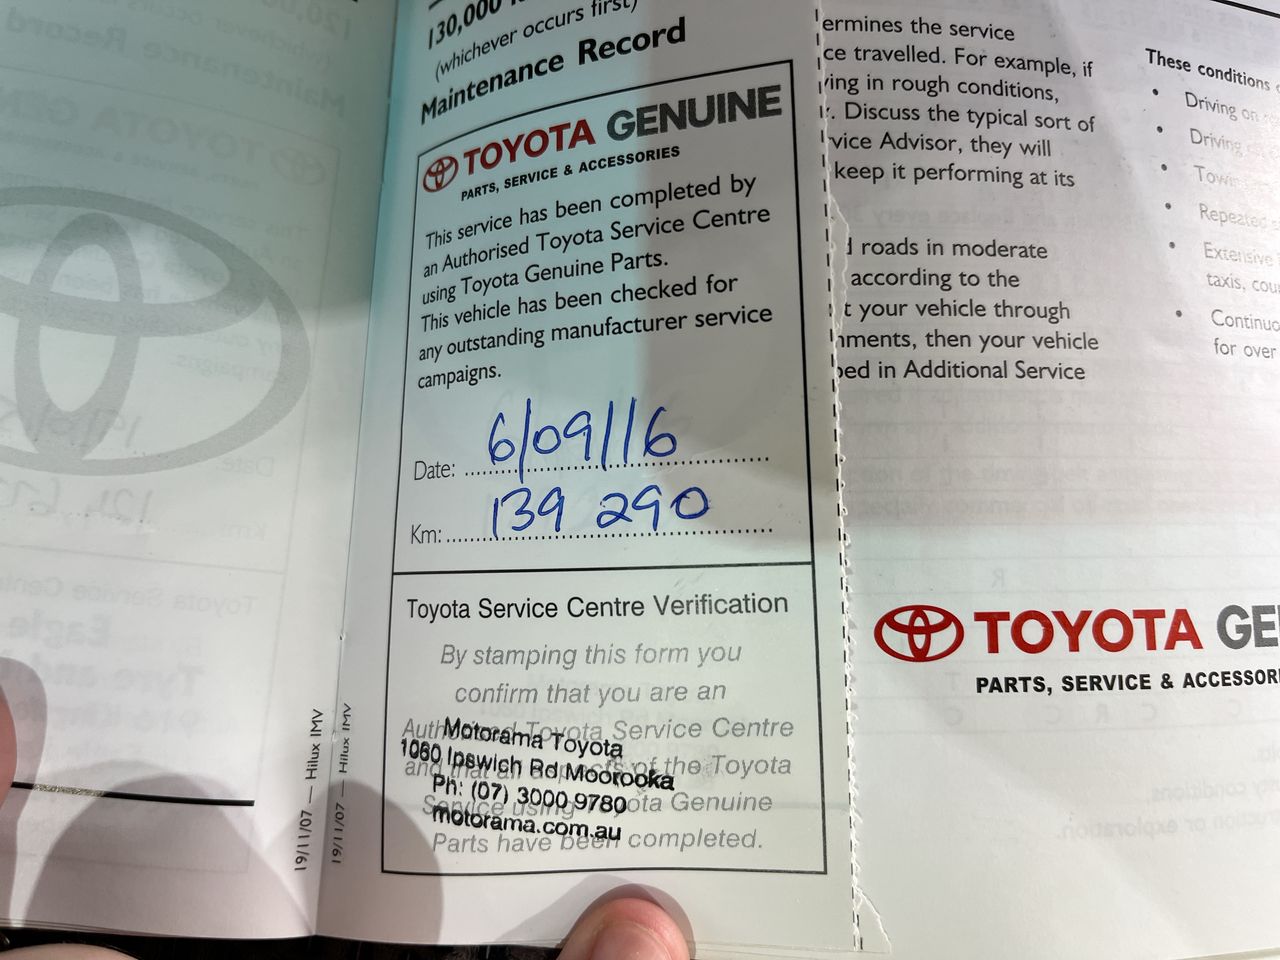 130,000
(whichever occurs first)
Maintenance Record
TOYOTA GENUINE
PARTS, SERVICE & ACCESSORIES
This service has been completed by
an Authorised Toyota Service Centre
using Toyota Genuine Parts.
This vehicle has been checked for
any outstanding manufacturer service
campaigns.
Date: 6/09/16
Km: 139 290
Toyota Service Centre Verification
By stamping this form you
confirm that you are an
Authorised Toyota Service Centre
and that all aspects of the Toyota
Service using Toyota Genuine
Parts have been completed.
Motorama Toyota
1060 Ipswich Rd Moorooka
Ph: (07) 3000 9780
motorama.com.au
19/11/07 — Hilux IMV
19/11/07 — Hilux IMV
ermines the service
ce travelled. For example, if
ving in rough conditions,
. Discuss the typical sort of
vice Advisor, they will
keep it performing at its
d roads in moderate
according to the
t your vehicle through
nments, then your vehicle
bed in Additional Service
These conditions
Driving on
Driving
Towing
Repeated
Extensive
taxis, cou
Continuo
for over
TOYOTA GE
PARTS, SERVICE & ACCESSOR